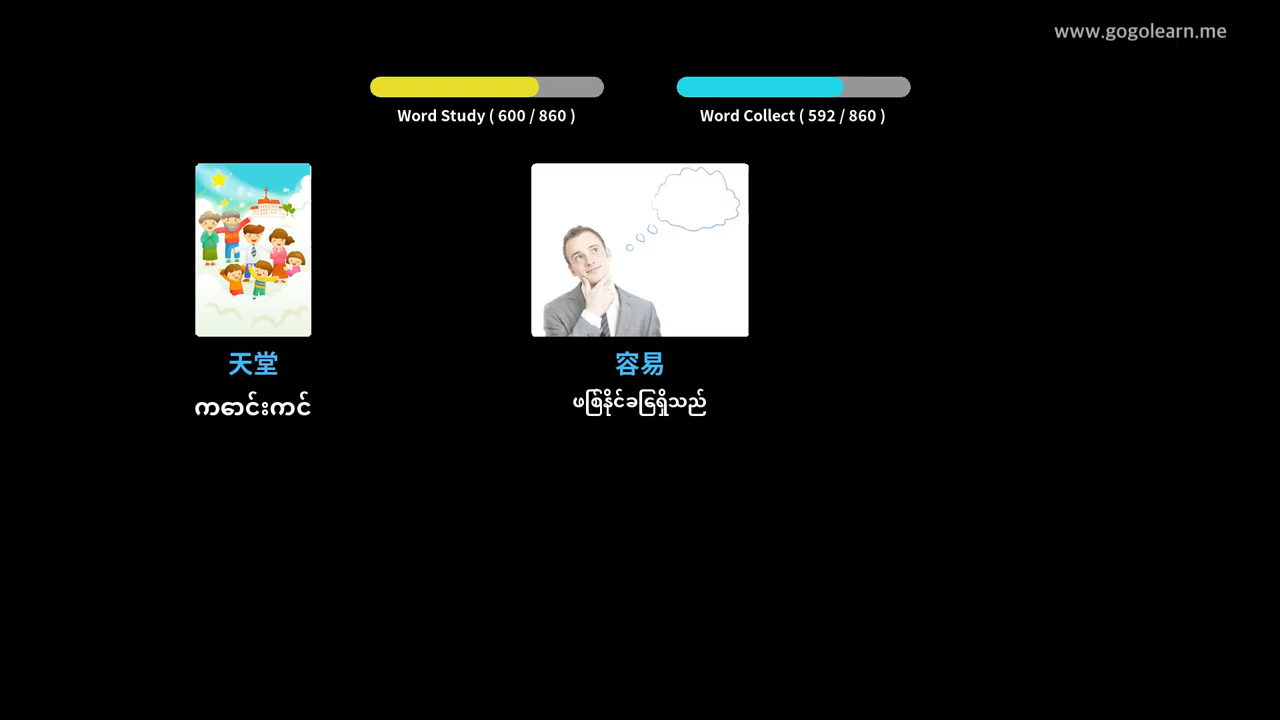 www.gogolearn.me
Word Study ( 600 / 860 )
Word Collect ( 592 / 860 )
天堂
容易
ကောင်းကင်
ဖြစ်နိုင်ခြေရှိသည်